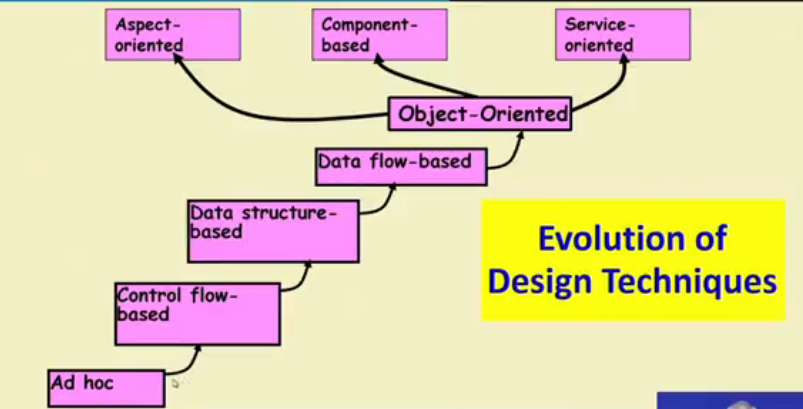 Aspect-
oriented
Component-
based
Service-
oriented
Object-Oriented
Data flow-based
Data structure-
based
Evolution of
Design Techniques
Control flow-
based
Ad hoc